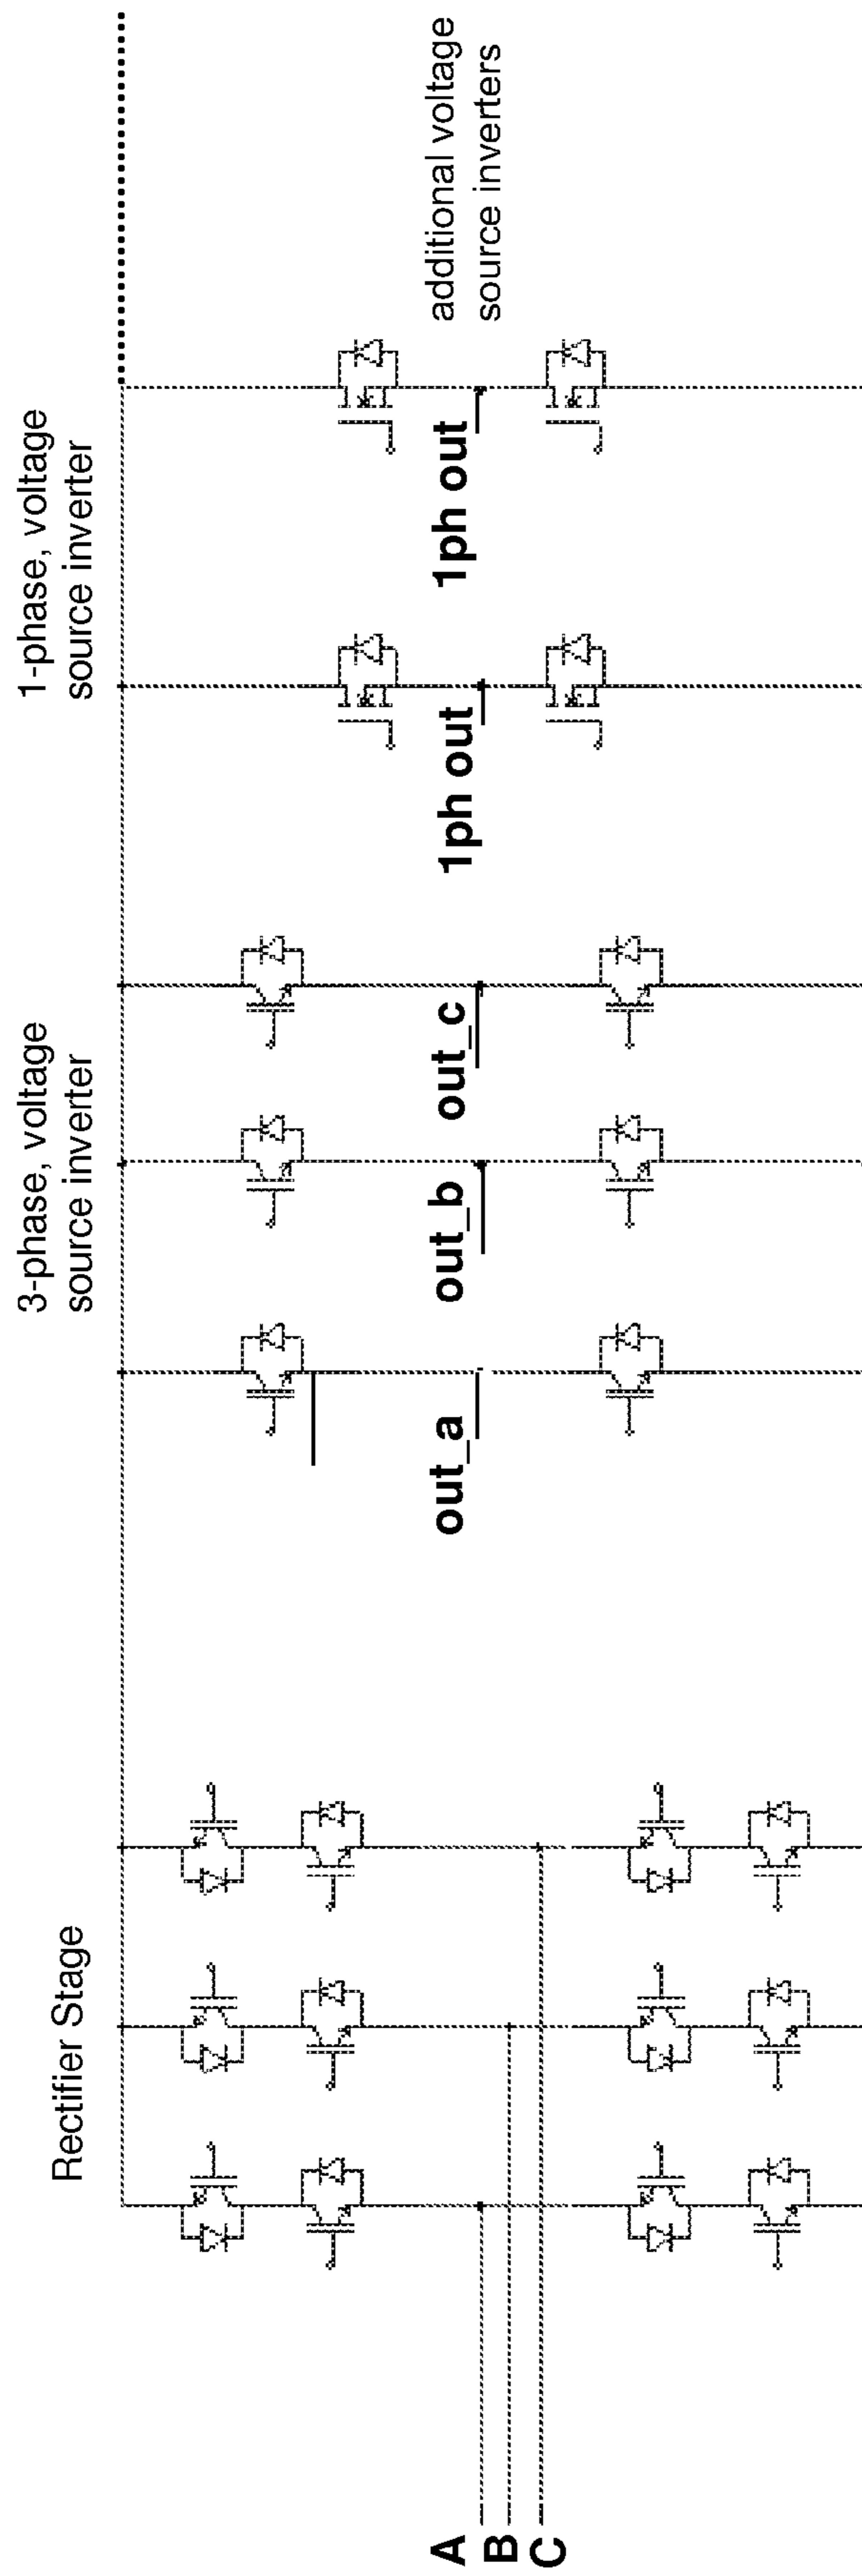 A
B
C
Rectifier Stage
3-phase, voltage
source inverter
out_a
out_b
out_c
1-phase, voltage
source inverter
1ph out
1ph out
additional voltage
source inverters